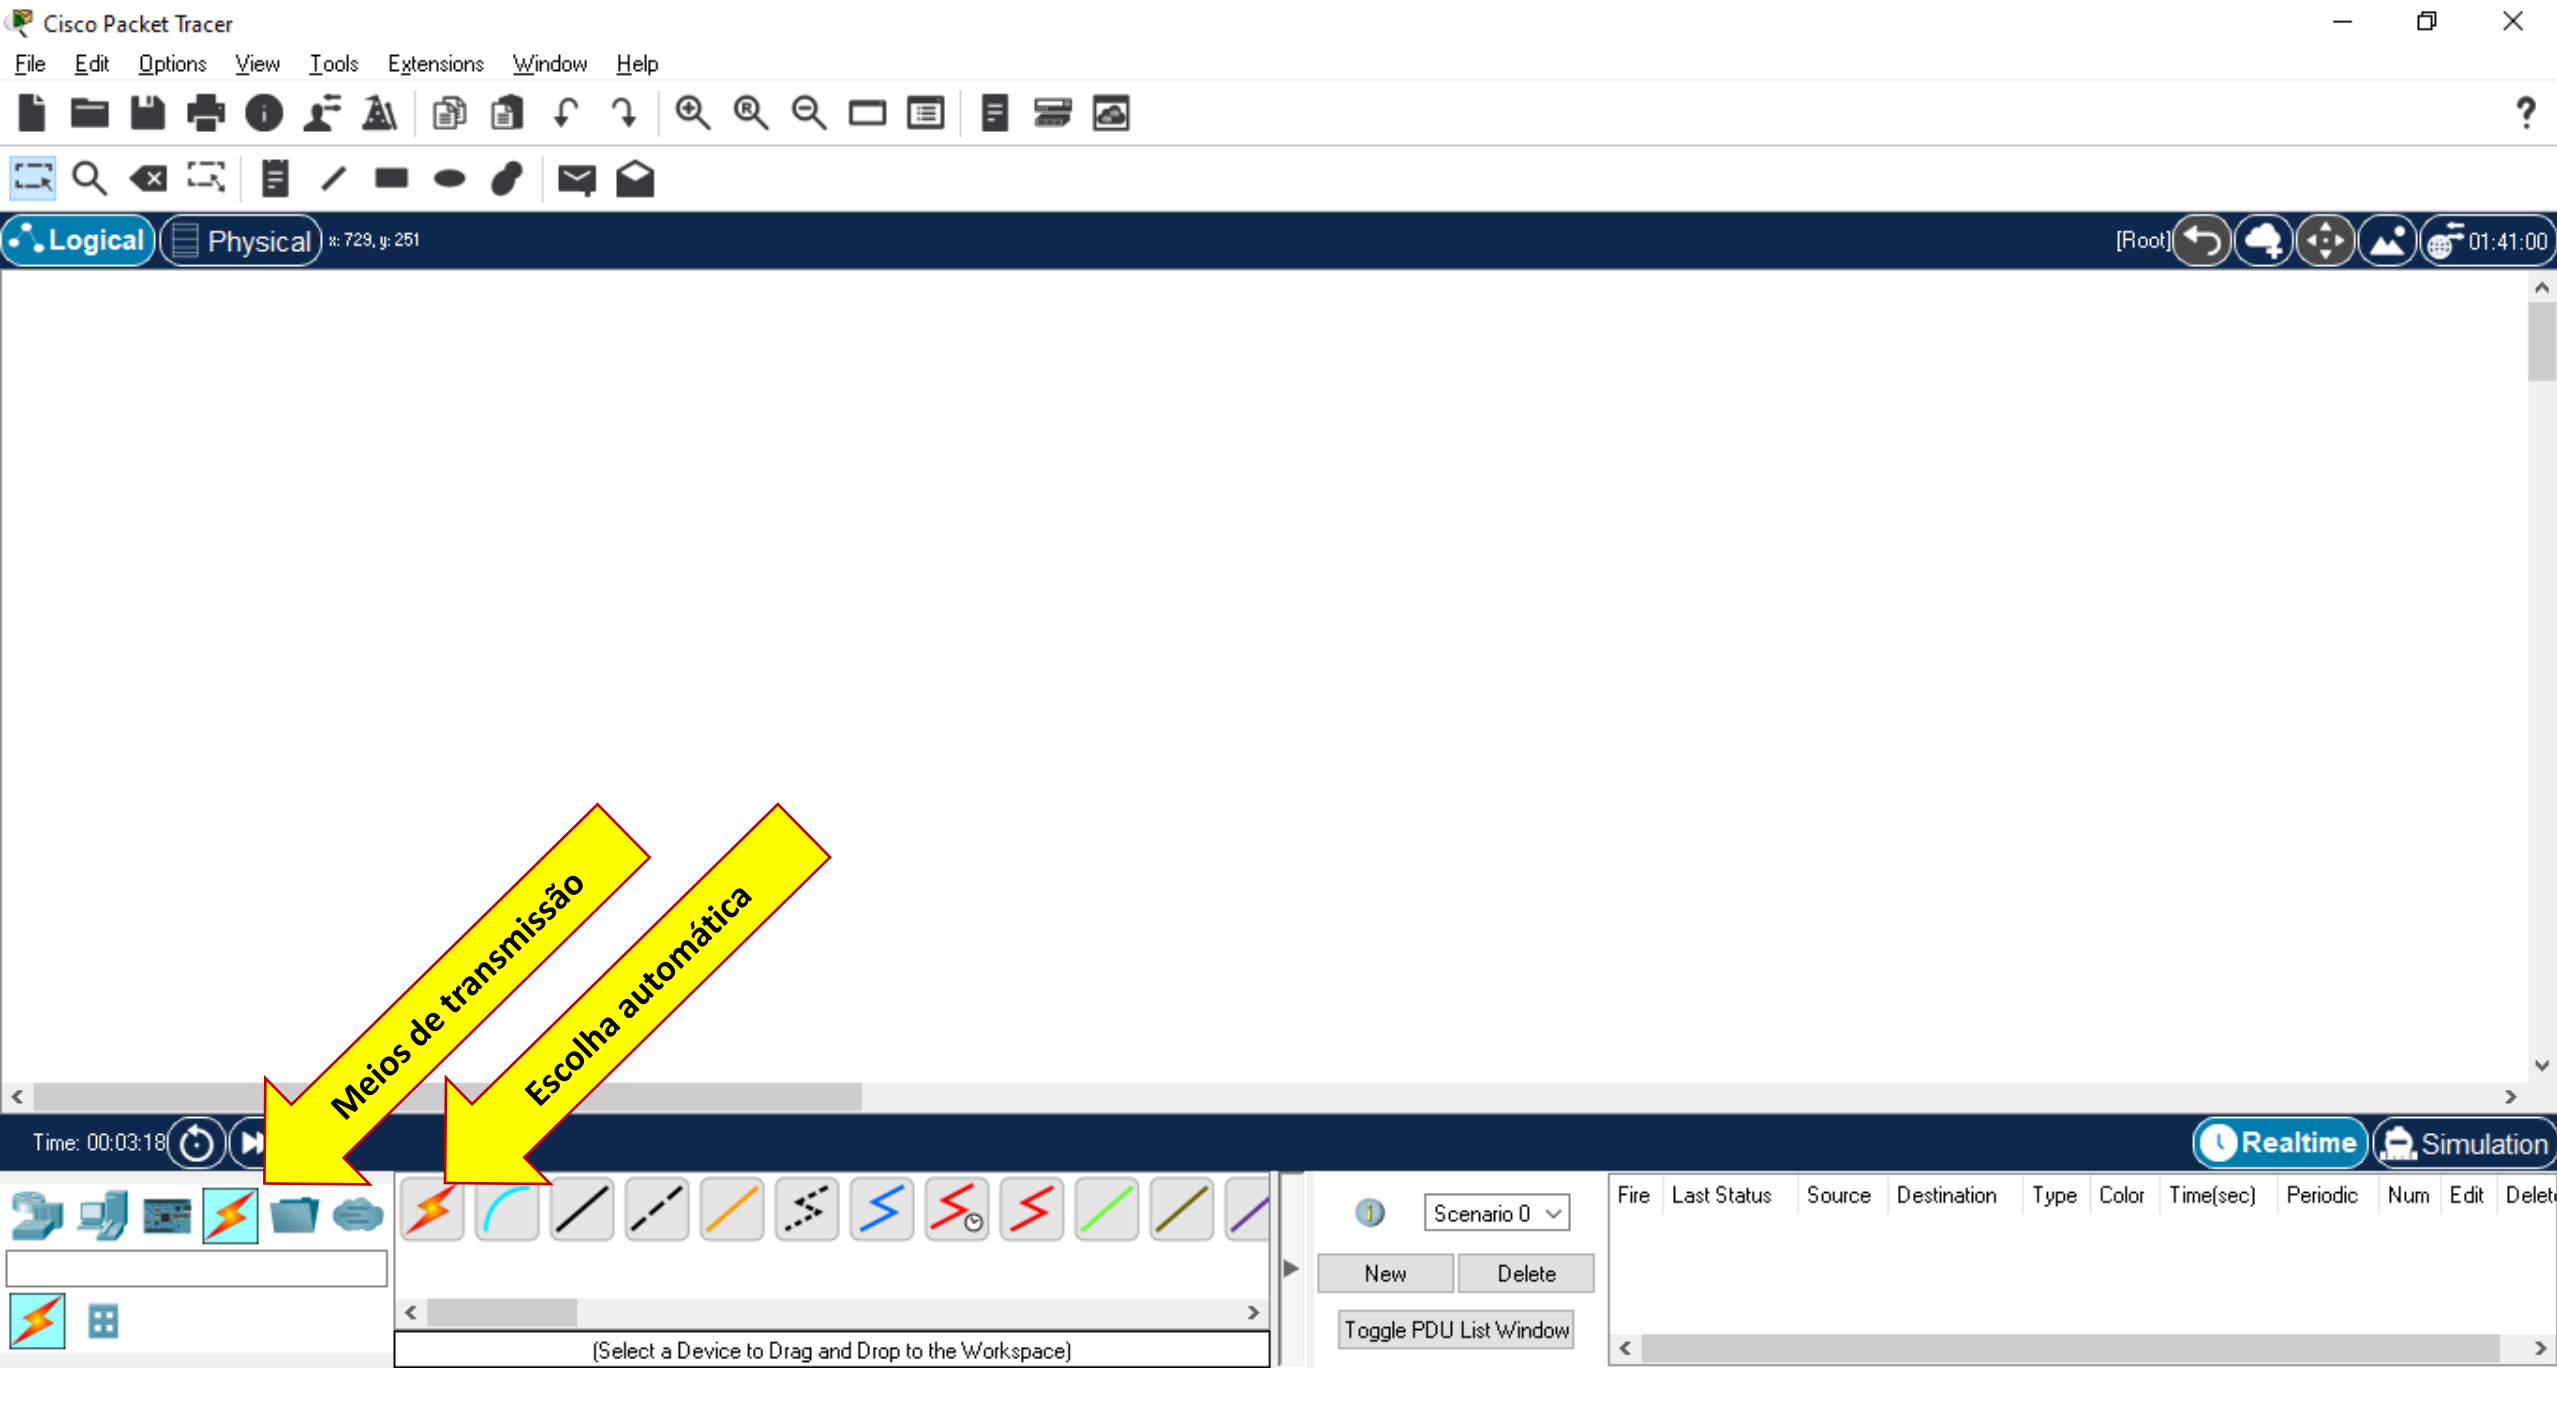 Cisco Packet Tracer
File Edit Options View Tools Extensions Window Help
Logical Physical x: 729, y: 251 [Root] 01:41:00
Meios de transmissão
Escolha automática
Time: 00:03:18 Realtime Simulation
Scenario 0
Fire Last Status Source Destination Type Color Time(sec) Periodic Num Edit Delet
New Delete
Toggle PDU List Window
(Select a Device to Drag and Drop to the Workspace)